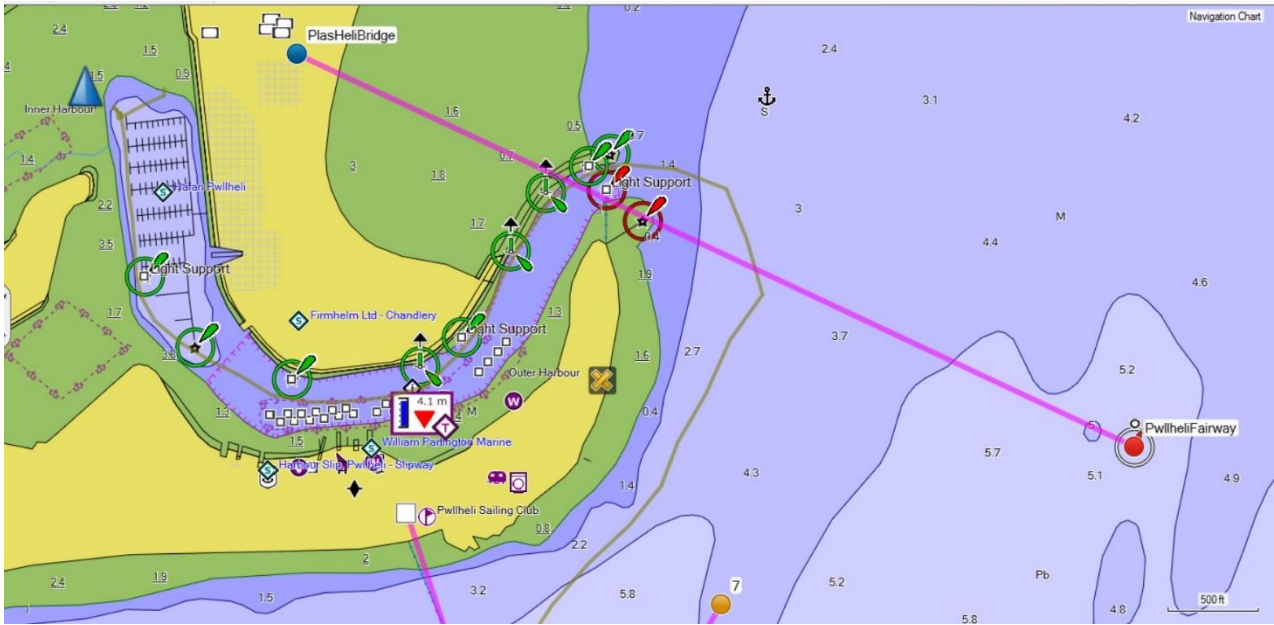 Navigation Chart
PlasHeliBridge
2.4
0.2
2.4
1.5
1.5
0.9
Inner Harbour
S
3.1
4.2
1.6
0.5
0.7
1.4
1.4
0.7
3
1.8
Light Support
S
Hafan Pwllheli
3
M
2.2
1.7
0.4
4.4
3.5
Light Support
1.9
4.6
1.7
S
Firmhelm Ltd - Chandlery
1.3
3.7
Light Support
3.8
1.6
2.7
5.2
Outer Harbour
4.1 m
W
1.3
M
0.4
T
5
PwllheliFairway
1.5
S
William Partington Marine
5.7
S
Harbour Slip, Pwllheli - Slipway
4.3
5.1
4.9
1.4
Pwllheli Sailing Club
0.8
2
2.2
2.4
1.9
1.5
3.2
5.8
7
5.2
Pb
500 ft
4.8
5.8